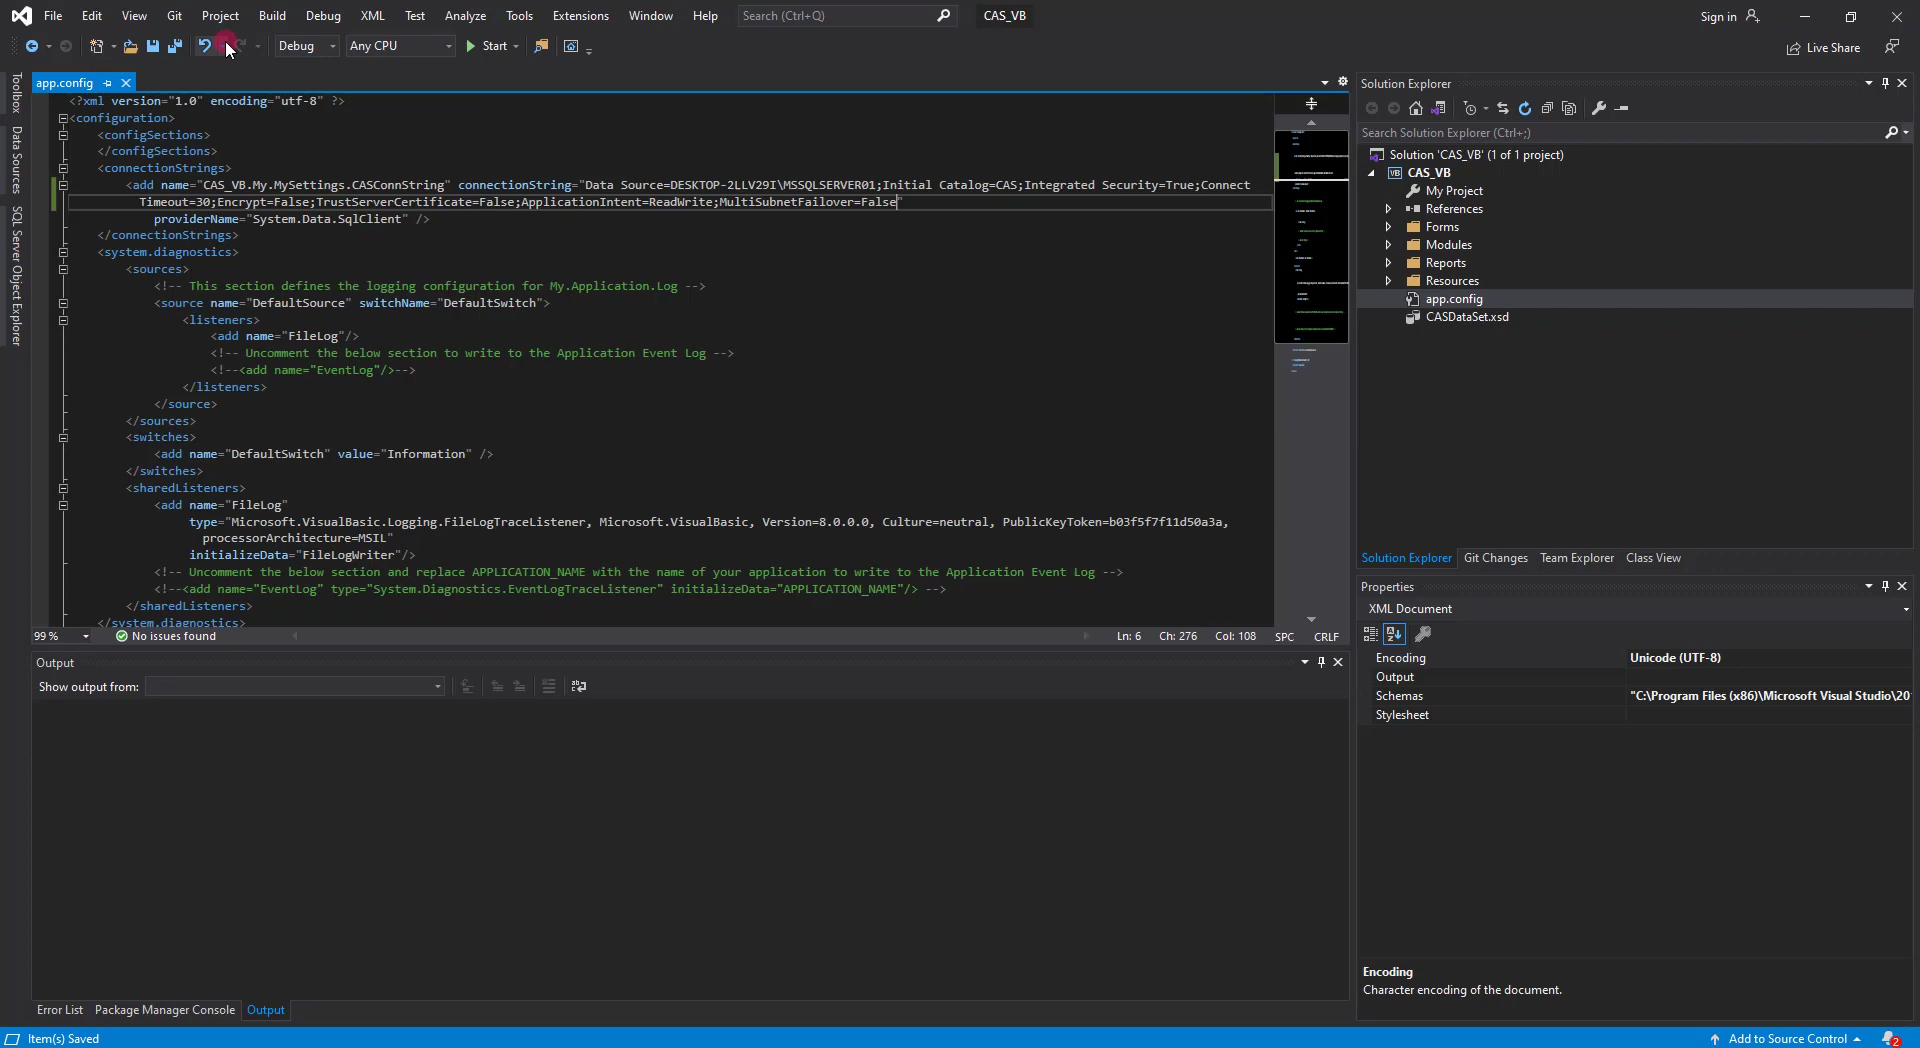 File Edit View Git Project Build Debug XML Test Analyze Tools Extensions Window Help Search (Ctrl+Q) CAS_VB Sign in
Debug Any CPU Start Live Share
Toolbox
Data Sources
SQL Server Object Explorer
app.config
<?xml version="1.0" encoding="utf-8" ?>
<configuration>
<configSections>
</configSections>
<connectionStrings>
<add name="CAS_VB.My.MySettings.CASConnString" connectionString="Data Source=DESKTOP-2LLV29I\MSSQLSERVER01;Initial Catalog=CAS;Integrated Security=True;Connect
Timeout=30;Encrypt=False;TrustServerCertificate=False;ApplicationIntent=ReadWrite;MultiSubnetFailover=False"
providerName="System.Data.SqlClient" />
</connectionStrings>
<system.diagnostics>
<sources>
<!-- This section defines the logging configuration for My.Application.Log -->
<source name="DefaultSource" switchName="DefaultSwitch">
<listeners>
<add name="FileLog"/>
<!-- Uncomment the below section to write to the Application Event Log -->
<!--<add name="EventLog"/>-->
</listeners>
</source>
</sources>
<switches>
<add name="DefaultSwitch" value="Information" />
</switches>
<sharedListeners>
<add name="FileLog"
type="Microsoft.VisualBasic.Logging.FileLogTraceListener, Microsoft.VisualBasic, Version=8.0.0.0, Culture=neutral, PublicKeyToken=b03f5f7f11d50a3a,
processorArchitecture=MSIL"
initializeData="FileLogWriter"/>
<!-- Uncomment the below section and replace APPLICATION_NAME with the name of your application to write to the Application Event Log -->
<!--<add name="EventLog" type="System.Diagnostics.EventLogTraceListener" initializeData="APPLICATION_NAME"/> -->
</sharedListeners>
</system.diagnostics>
99 % No issues found Ln: 6 Ch: 276 Col: 108 SPC CRLF
Output
Show output from:
Error List Package Manager Console Output
Solution Explorer
Search Solution Explorer (Ctrl+;)
Solution 'CAS_VB' (1 of 1 project)
VB CAS_VB
My Project
References
Forms
Modules
Reports
Resources
app.config
CASDataSet.xsd
Solution Explorer Git Changes Team Explorer Class View
Properties
XML Document
Encoding Unicode (UTF-8)
Output
Schemas "C:\Program Files (x86)\Microsoft Visual Studio\20
Stylesheet
Encoding
Character encoding of the document.
Item(s) Saved Add to Source Control 2